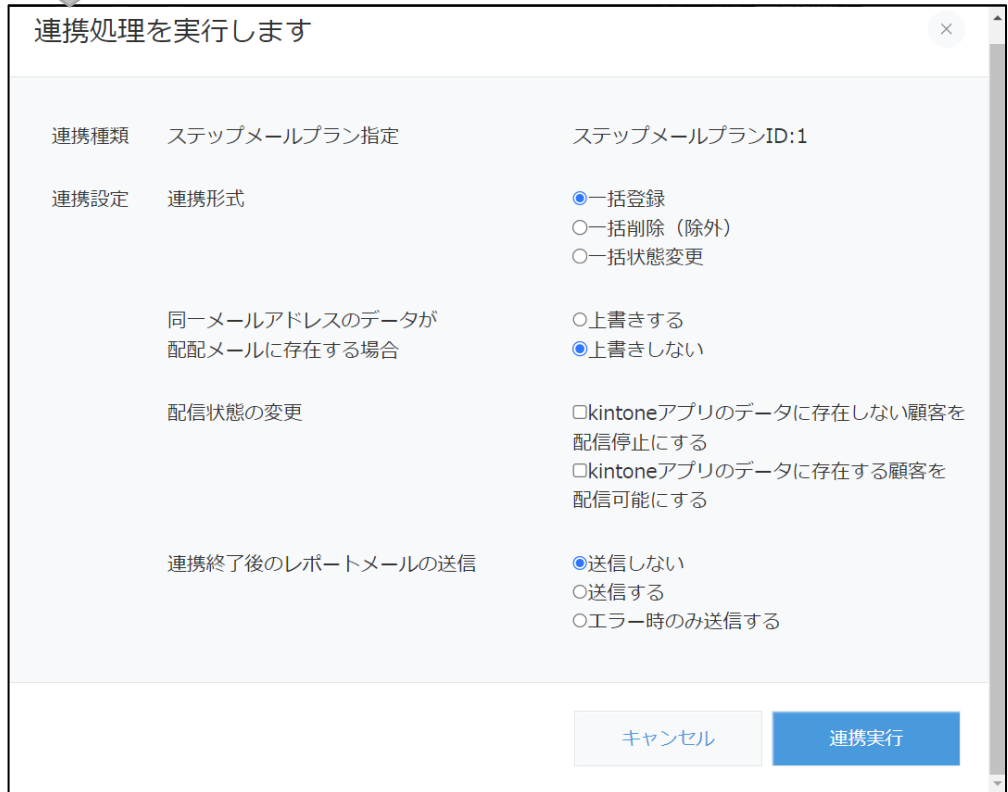 連携処理を実行します
×
連携種類 ステップメールプラン指定 ステップメールプランID:1
連携設定 連携形式 一括登録
一括削除（除外）
一括状態変更
同一メールアドレスのデータが 上書きする
配配メールに存在する場合 上書きしない
配信状態の変更 kintoneアプリのデータに存在しない顧客を
配信停止にする
kintoneアプリのデータに存在する顧客を
配信可能にする
連携終了後のレポートメールの送信 送信しない
送信する
エラー時のみ送信する
キャンセル 連携実行